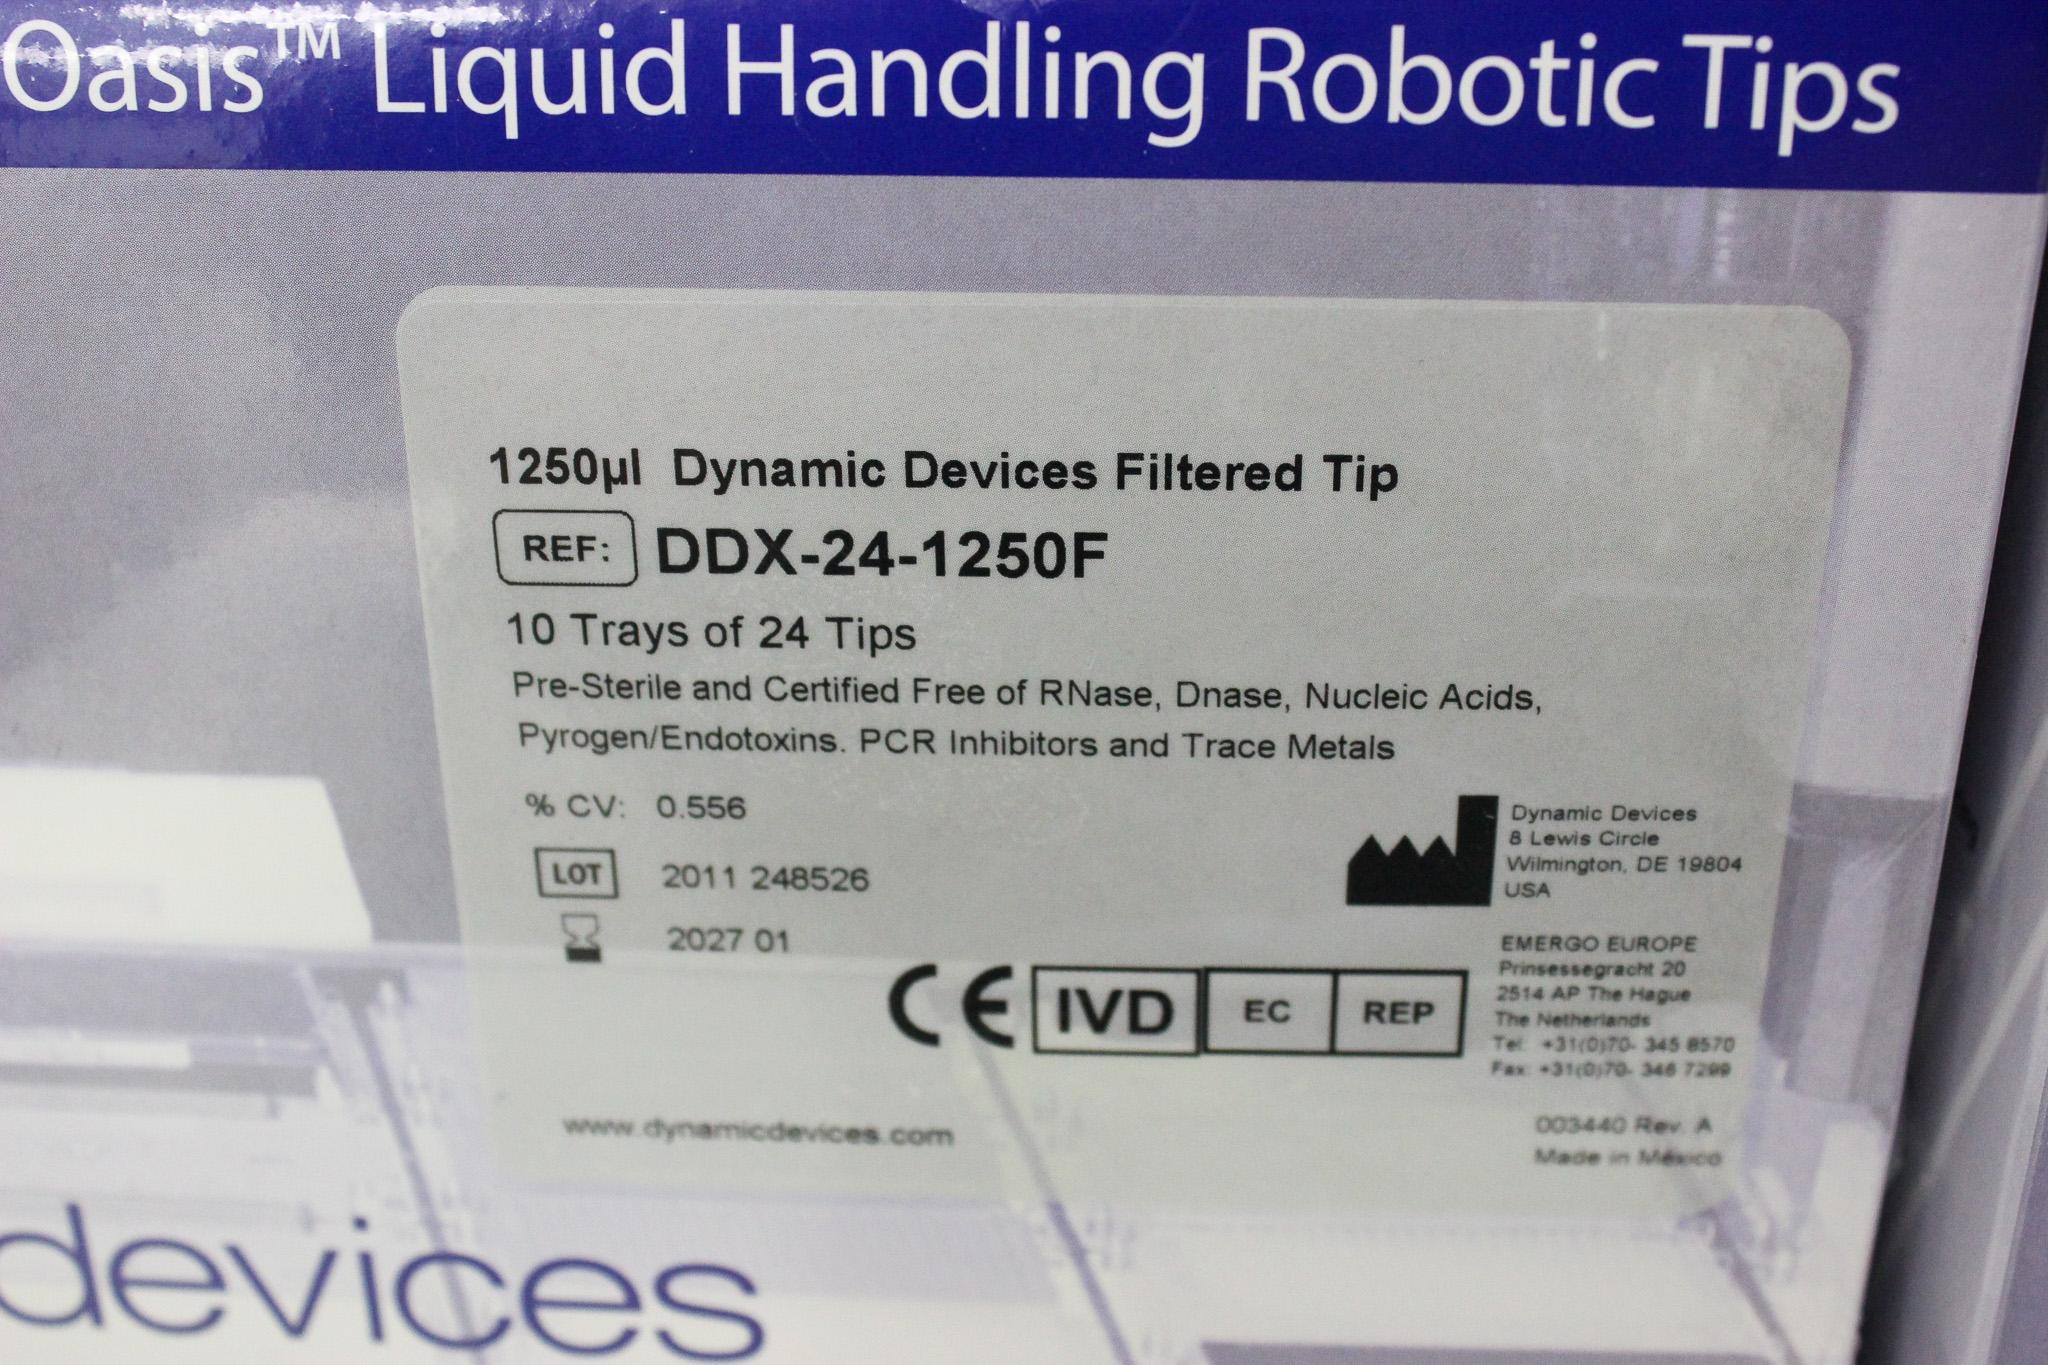 Oasis™ Liquid Handling Robotic Tips
1250µl Dynamic Devices Filtered Tip
REF: DDX-24-1250F
10 Trays of 24 Tips
Pre-Sterile and Certified Free of RNase, Dnase, Nucleic Acids,
Pyrogen/Endotoxins. PCR Inhibitors and Trace Metals
% CV: 0.556
LOT 2011 248526
2027 01
Dynamic Devices
8 Lewis Circle
Wilmington, DE 19804
USA
EMERGO EUROPE
Prinsessegracht 20
2514 AP The Hague
The Netherlands
Tel: +31(0)70- 345 8570
Fax: +31(0)70- 346 7299
CE IVD EC REP
www.dynamicdevices.com
003440 Rev. A
Made in México
devices